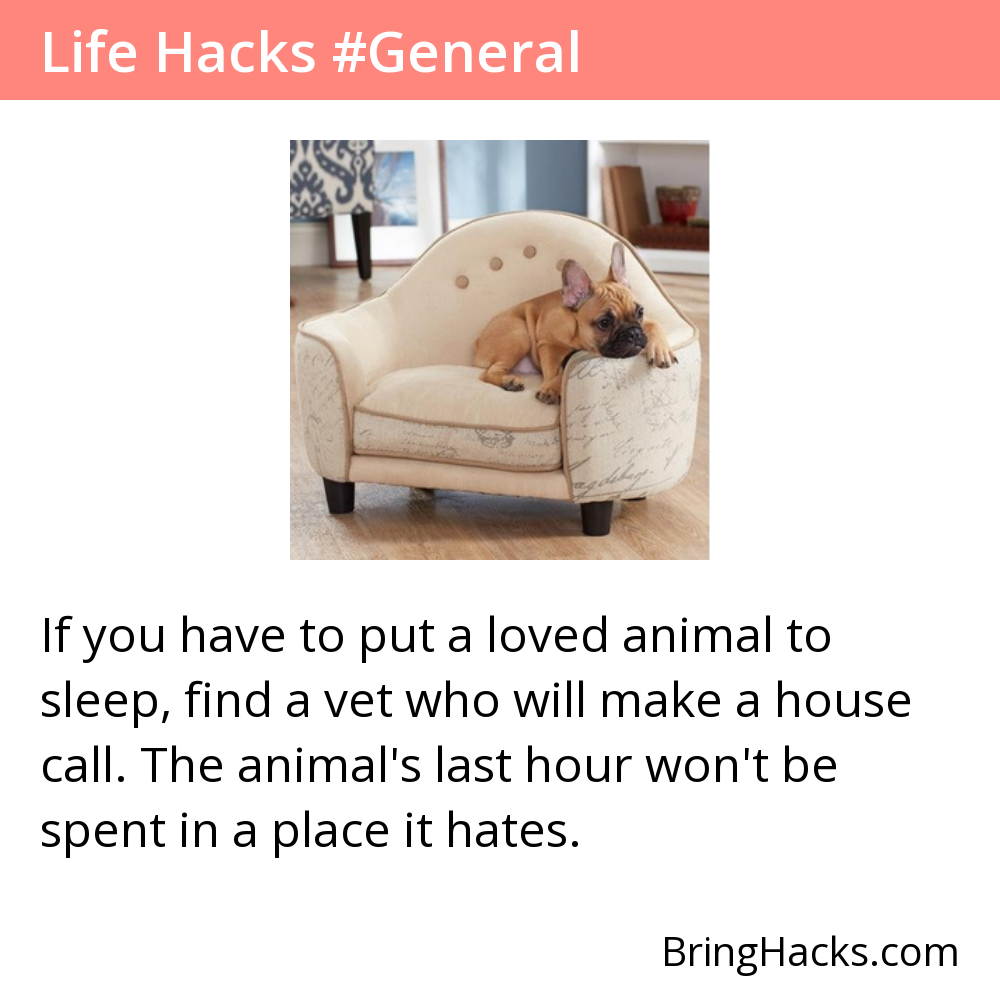 Life Hacks #General
If you have to put a loved animal to
sleep, find a vet who will make a house
call. The animal's last hour won't be
spent in a place it hates.
BringHacks.com